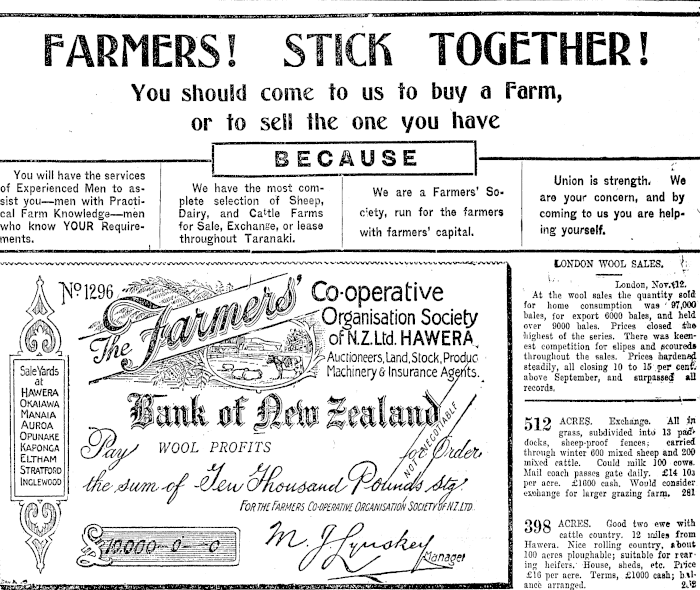 FARMERS! STICK TOGETHER!
You should come to us to buy a Farm,
or to sell the one you have
BECAUSE
You will have the services
of Experienced Men to as-
sist you—men with Practi-
cal Farm Knowledge—men
who know YOUR Require-
ments.
We have the most com-
plete selection of Sheep,
Dairy, and Cattle Farms
for Sale, Exchange, or lease
throughout Taranaki.
We are a Farmers' So-
ciety, run for the farmers
with farmers' capital.
Union is strength. We
are your concern, and by
coming to us you are help-
ing yourself.
No 1296
The Farmers'
Co-operative
Organisation Society
of N.Z. Ltd. HAWERA.
Auctioneers, Land, Stock, Produc
Machinery & Insurance Agents.
Sale Yards
at
HAWERA
OKAIAWA
MANAIA
AUROA
OPUNAKE
KAPONGA
ELTHAM
STRATFORD
INGLEWOOD
Bank of New Zealand
NOT NEGOTIABLE
Pay WOOL PROFITS for Order
the sum of Ten Thousand Pounds stg
FOR THE FARMERS CO-OPERATIVE ORGANISATION SOCIETY OF N.Z. LTD.
£10,000-0-0
M. J. Lynskey
Manager
LONDON WOOL SALES.
London, Nov. 12.
At the wool sales the quantity sold
for home consumption was 97,000
bales, for export 6000 bales, and held
over 9000 bales. Prices closed the
highest of the series. There was keen-
est competition for slipes and scoureds
throughout the sales. Prices hardened
steadily, all closing 10 to 15 per cent.
above September, and surpassed all
records.
512 ACRES. Exchange. All in
grass, subdivided into 13 pad-
docks, sheep-proof fences; carried
through winter 600 mixed sheep and 200
mixed cattle. Could milk 100 cows.
Mail coach passes gate daily. £14 10s
per acre. £1000 cash. Would consider
exchange for larger grazing farm. 281
398 ACRES. Good two ewe with
cattle country. 12 miles from
Hawera. Nice rolling country, about
100 acres ploughable; suitable for rear-
ing heifers. House, sheds, etc. Price
£16 per acre. Terms, £1000 cash; bal-
ance arranged.